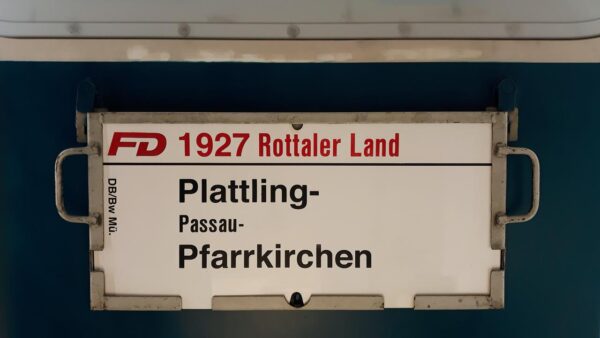 FD 1927 Rottaler Land
Plattling-
Passau-
Pfarrkirchen
DB/Bw Mü.